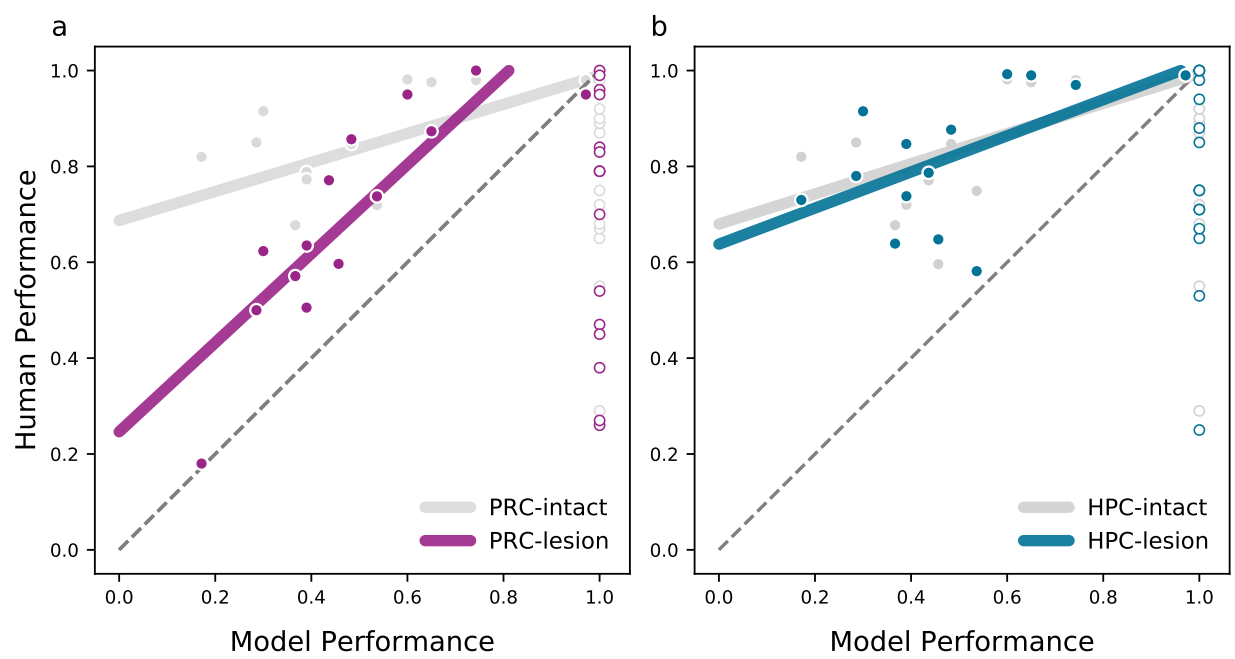 a
1.0
0.8
0.6
0.4
0.2
0.0
Human Performance
0.0 0.2 0.4 0.6 0.8 1.0
Model Performance
PRC-intact
PRC-lesion
b
1.0
0.8
0.6
0.4
0.2
0.0
0.0 0.2 0.4 0.6 0.8 1.0
Model Performance
HPC-intact
HPC-lesion